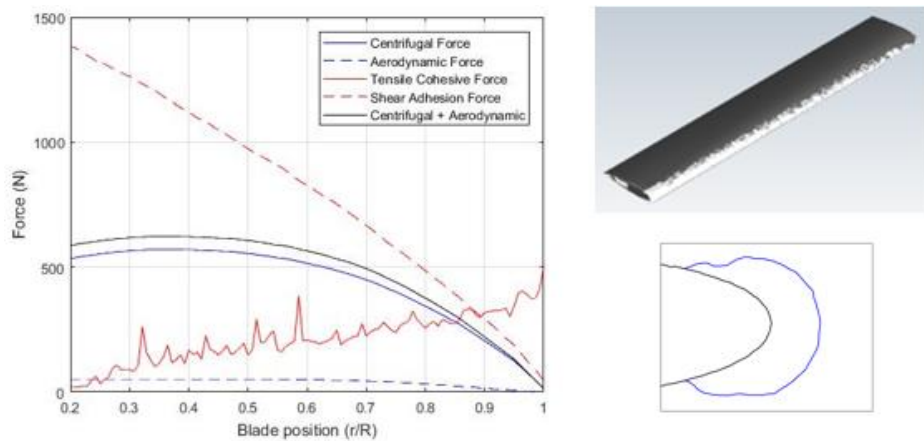 1500
1000
500
0
Force (N)
Centrifugal Force
Aerodynamic Force
Tensile Cohesive Force
Shear Adhesion Force
Centrifugal + Aerodynamic
0.2 0.3 0.4 0.5 0.6 0.7 0.8 0.9 1
Blade position (r/R)